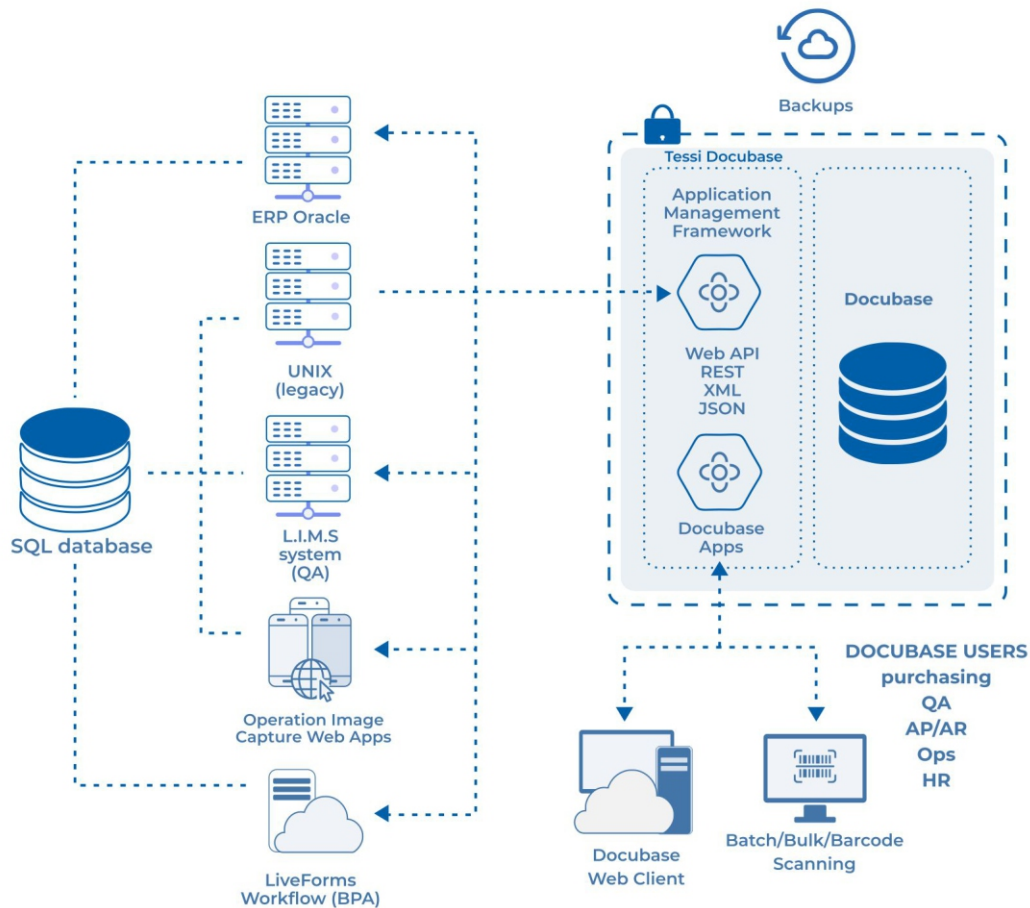 Backups
Tessi Docubase
Application
Management
Framework
Web API
REST
XML
JSON
Docubase
Apps
Docubase
ERP Oracle
UNIX
(legacy)
L.I.M.S
system
(QA)
Operation Image
Capture Web Apps
LiveForms
Workflow (BPA)
SQL database
Docubase
Web Client
Batch/Bulk/Barcode
Scanning
DOCUBASE USERS
purchasing
QA
AP/AR
Ops
HR